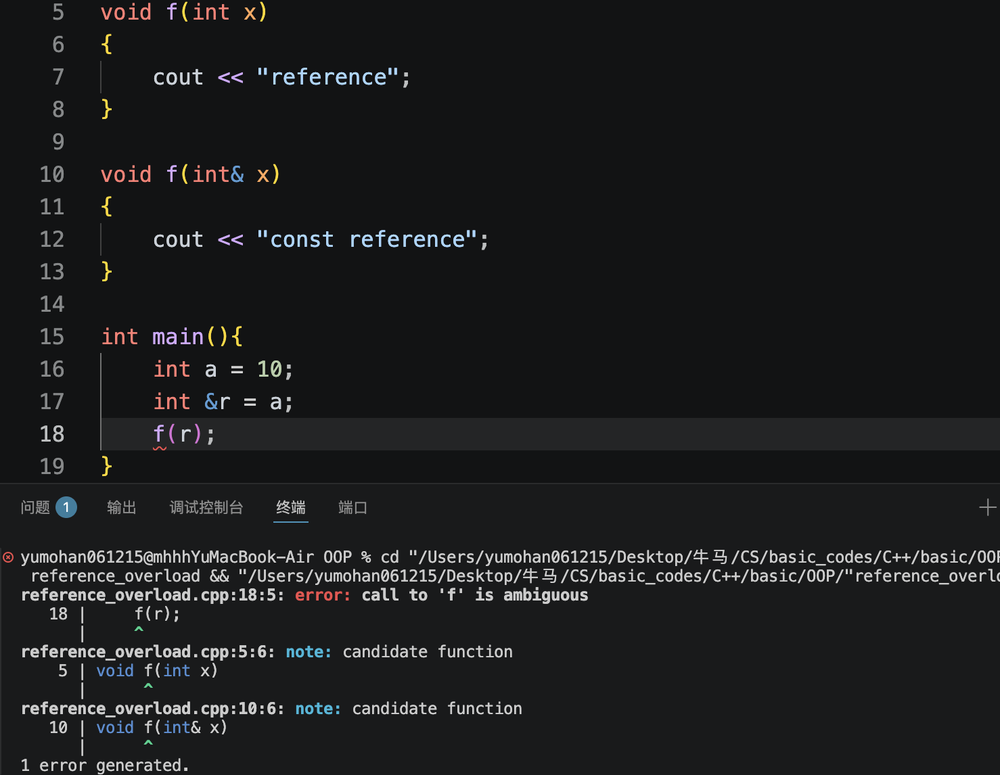 5 void f(int x)
6 {
7 cout << "reference";
8 }
9
10 void f(int& x)
11 {
12 cout << "const reference";
13 }
14
15 int main(){
16 int a = 10;
17 int &r = a;
18 f(r);
19 }
问题 1 输出 调试控制台 终端 端口
yumohan061215@mhhhYuMacBook-Air OOP % cd "/Users/yumohan061215/Desktop/牛马/CS/basic_codes/C++/basic/OOP
reference_overload && "/Users/yumohan061215/Desktop/牛马/CS/basic_codes/C++/basic/OOP/"reference_overlo
reference_overload.cpp:18:5: error: call to 'f' is ambiguous
18 | f(r);
| ^
reference_overload.cpp:5:6: note: candidate function
5 | void f(int x)
| ^
reference_overload.cpp:10:6: note: candidate function
10 | void f(int& x)
| ^
1 error generated.